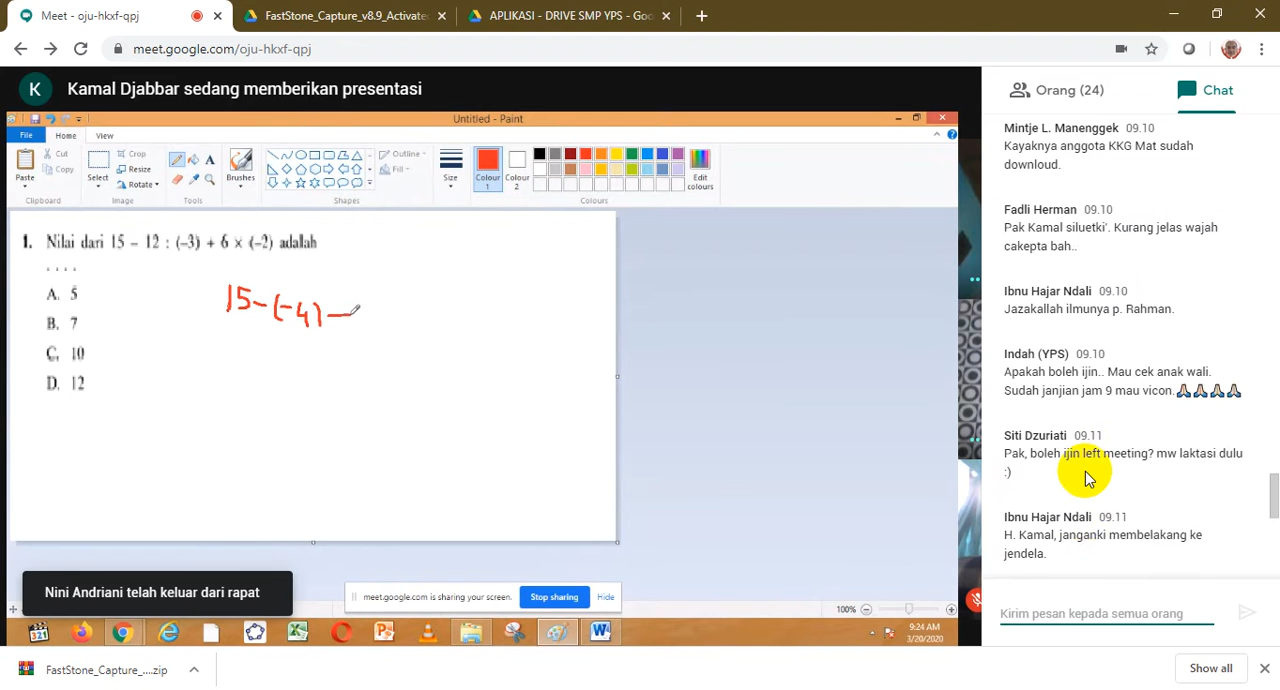 Meet - oju-hkxf-qpj
FastStone_Capture_v8.9_Activate
APLIKASI - DRIVE SMP YPS - Goo
meet.google.com/oju-hkxf-qpj
K
Kamal Djabbar sedang memberikan presentasi
Untitled - Paint
File
Home
View
Paste
Cut
Copy
Clipboard
Select
Crop
Resize
Rotate
Image
Tools
Brushes
Shapes
Outline
Fill
Size
Colour
1
Colour
2
Edit
colours
Colours
1. Nilai dari 15 – 12 : (–3) + 6 × (–2) adalah
. . . .
A. 5
B. 7
C. 10
D. 12
15-(-4) -
Nini Andriani telah keluar dari rapat
meet.google.com is sharing your screen.
Stop sharing
Hide
100%
321
9:24 AM
3/20/2020
Orang (24)
Chat
Mintje L. Manenggek 09.10
Kayaknya anggota KKG Mat sudah
downloud.
Fadli Herman 09.10
Pak Kamal siluetki'. Kurang jelas wajah
cakepta bah..
Ibnu Hajar Ndali 09.10
Jazakallah ilmunya p. Rahman.
Indah (YPS) 09.10
Apakah boleh ijin.. Mau cek anak wali.
Sudah janjian jam 9 mau vicon.🙏🏻🙏🏻🙏🏻🙏🏻
Siti Dzuriati 09.11
Pak, boleh ijin left meeting? mw laktasi dulu
:)
Ibnu Hajar Ndali 09.11
H. Kamal, janganki membelakang ke
jendela.
Kirim pesan kepada semua orang
FastStone_Capture_....zip
Show all